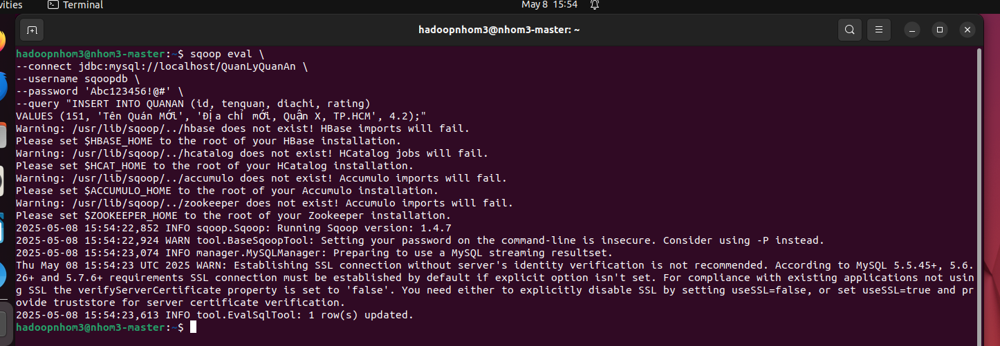 vities
Terminal
May 8 15:54
hadoopnhom3@nhom3-master: ~
hadoopnhom3@nhom3-master:~$ sqoop eval \
--connect jdbc:mysql://localhost/QuanLyQuanAn \
--username sqoopdb \
--password 'Abc123456!@#' \
--query "INSERT INTO QUANAN (id, tenquan, diachi, rating)
VALUES (151, 'Tên Quán Mới', 'Địa chỉ mới, Quận X, TP.HCM', 4.2);"
Warning: /usr/lib/sqoop/../hbase does not exist! HBase imports will fail.
Please set $HBASE_HOME to the root of your HBase installation.
Warning: /usr/lib/sqoop/../hcatalog does not exist! HCatalog jobs will fail.
Please set $HCAT_HOME to the root of your HCatalog installation.
Warning: /usr/lib/sqoop/../accumulo does not exist! Accumulo imports will fail.
Please set $ACCUMULO_HOME to the root of your Accumulo installation.
Warning: /usr/lib/sqoop/../zookeeper does not exist! Accumulo imports will fail.
Please set $ZOOKEEPER_HOME to the root of your Zookeeper installation.
2025-05-08 15:54:22,852 INFO sqoop.Sqoop: Running Sqoop version: 1.4.7
2025-05-08 15:54:22,924 WARN tool.BaseSqoopTool: Setting your password on the command-line is insecure. Consider using -P instead.
2025-05-08 15:54:23,074 INFO manager.MySQLManager: Preparing to use a MySQL streaming resultset.
Thu May 08 15:54:23 UTC 2025 WARN: Establishing SSL connection without server's identity verification is not recommended. According to MySQL 5.5.45+, 5.6.
26+ and 5.7.6+ requirements SSL connection must be established by default if explicit option isn't set. For compliance with existing applications not usin
g SSL the verifyServerCertificate property is set to 'false'. You need either to explicitly disable SSL by setting useSSL=false, or set useSSL=true and pr
ovide truststore for server certificate verification.
2025-05-08 15:54:23,613 INFO tool.EvalSqlTool: 1 row(s) updated.
hadoopnhom3@nhom3-master:~$